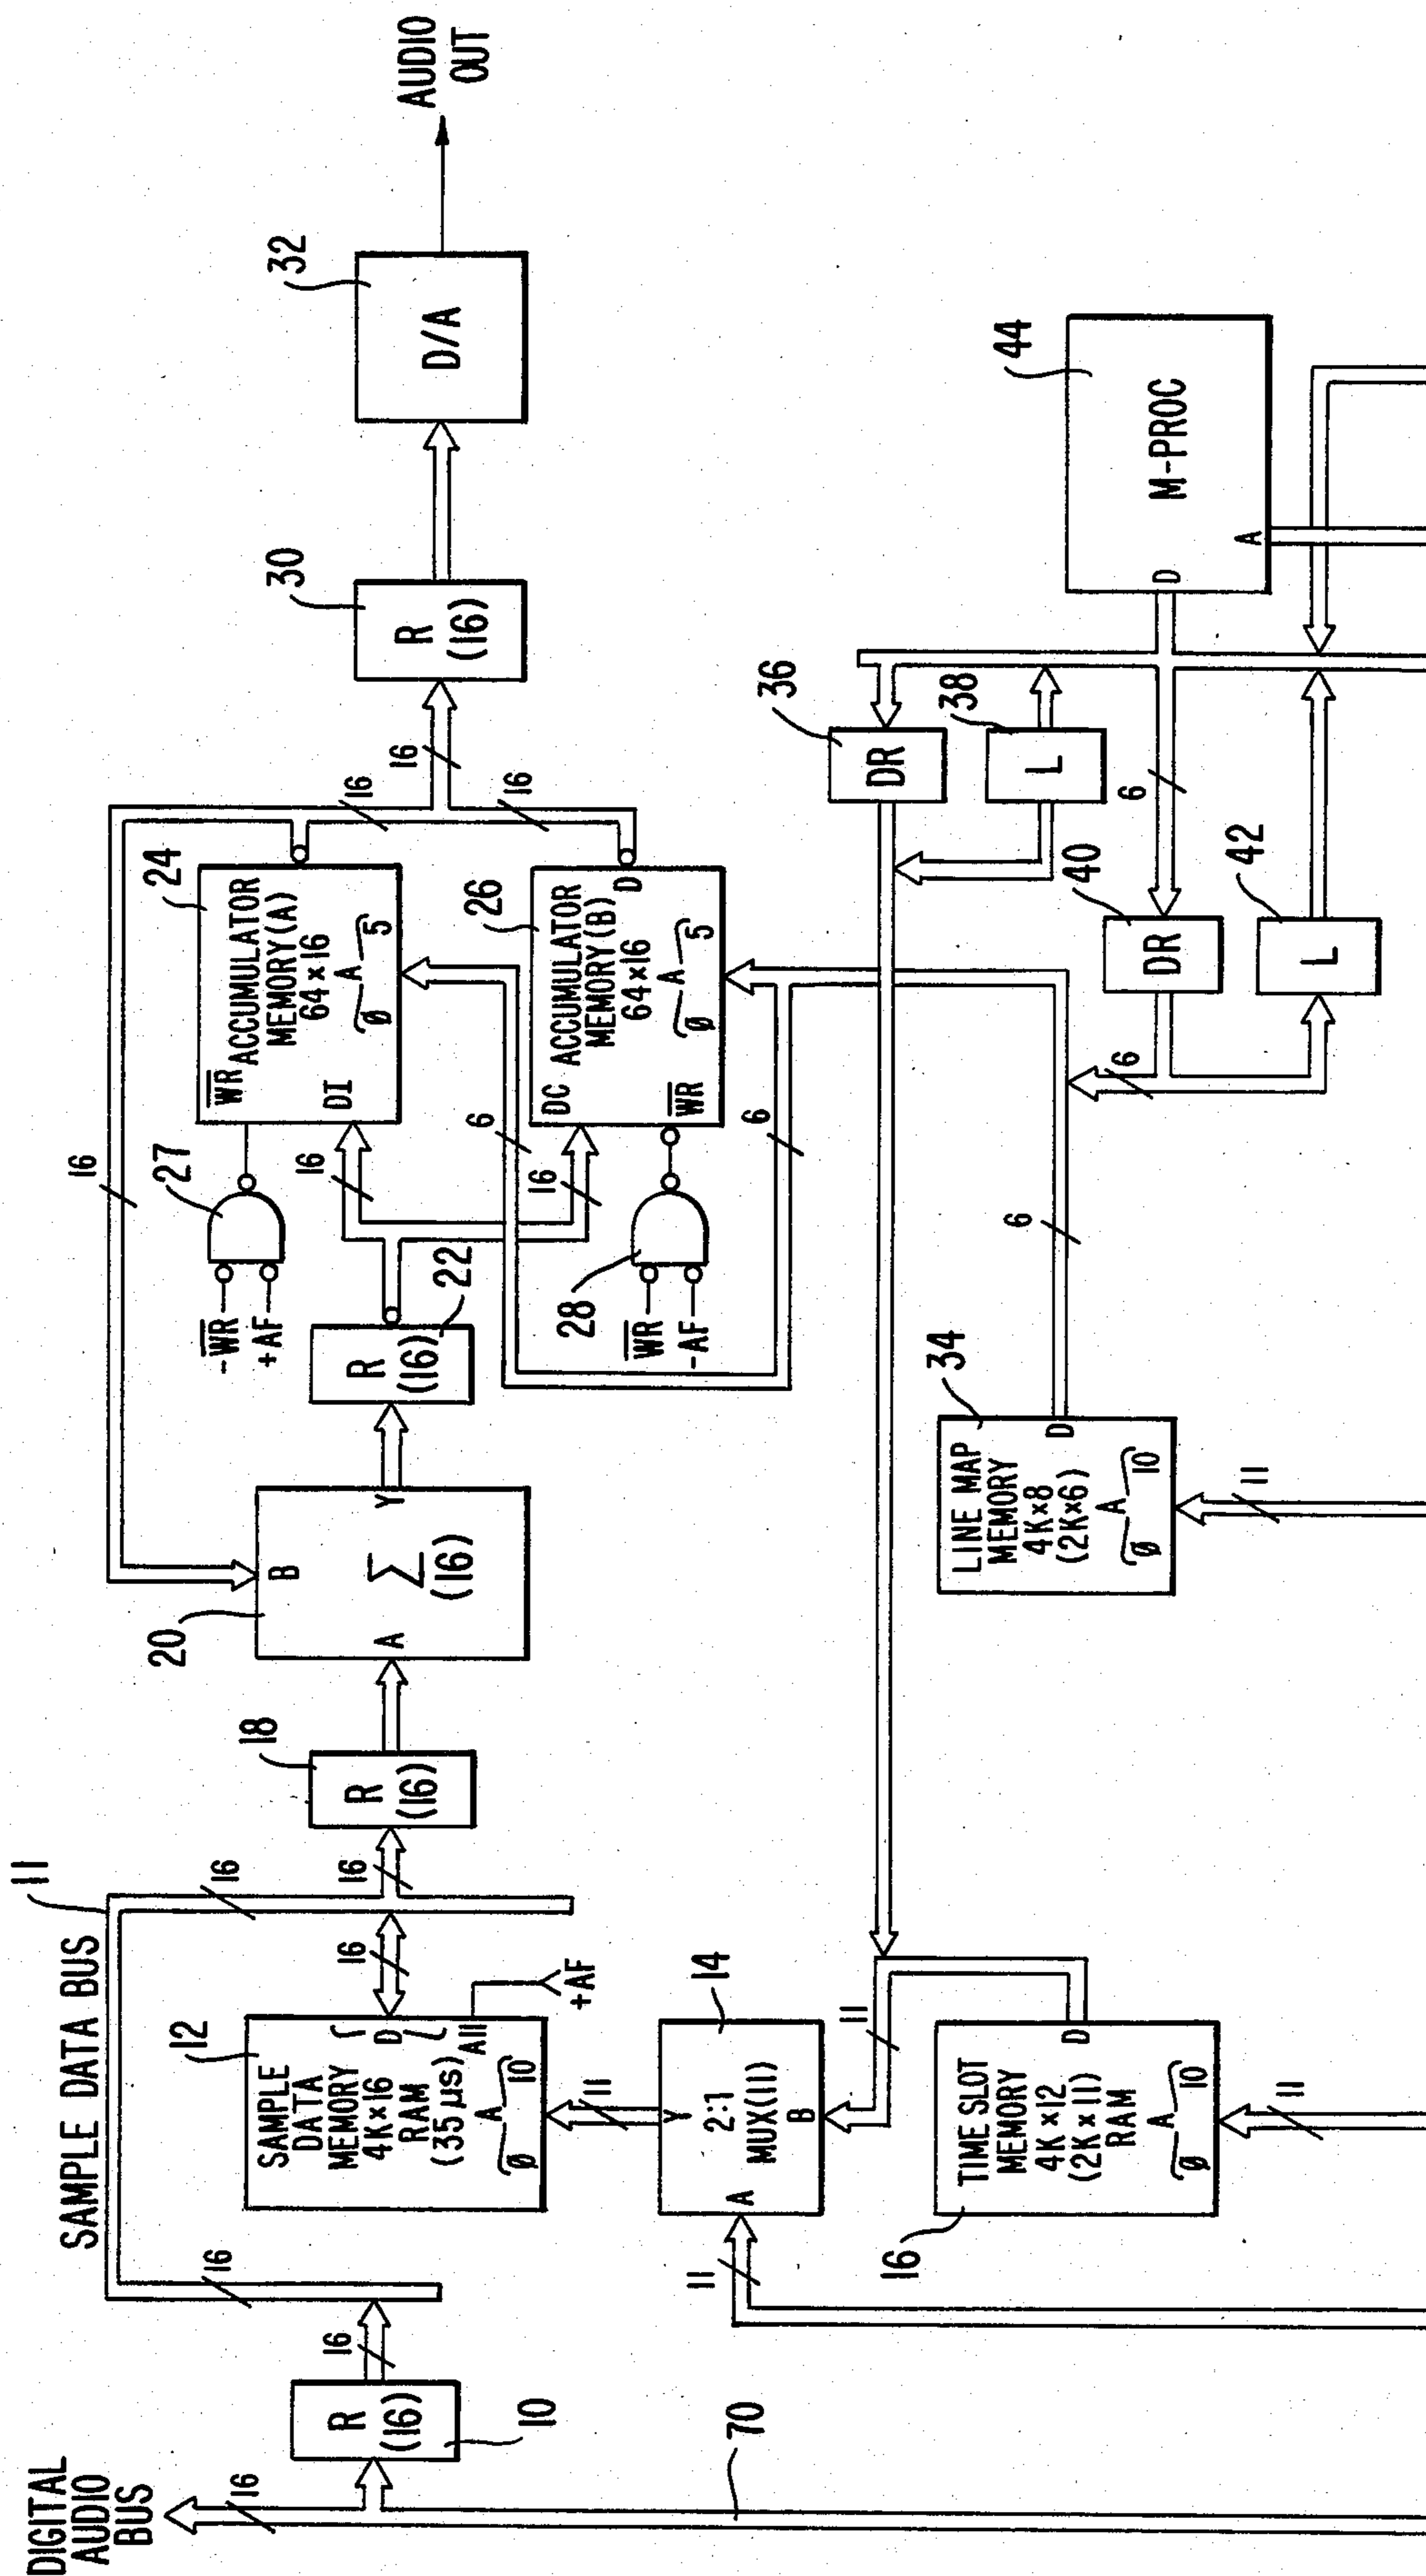 DIGITAL
AUDIO
BUS
16
70
R
(16)
10
16
16
SAMPLE DATA BUS
11
16
16
16
12
SAMPLE
DATA
MEMORY
4K×16
RAM
(35 µs)
D
A11
+AF
Ø A 10
11
14
2:1
MUX(11)
Y
A
B
11
11
16
TIME SLOT
MEMORY
4K×12
(2K×11)
RAM
D
Ø A 10
11
18
R
(16)
20
A
B
Σ
(16)
Y
22
R
(16)
16
27
-WR
+AF
16
16
24
WR
ACCUMULATOR
MEMORY(A)
64×16
DI
Ø A 5
6
26
DC
ACCUMULATOR
MEMORY(B)
64×16
D
WR
Ø A 5
28
WR
-AF
6
16
16
16
30
R
(16)
32
D/A
AUDIO
OUT
34
LINE MAP
MEMORY
4K×8
(2K×6)
D
Ø A 10
11
6
6
36
DR
38
L
40
DR
42
L
6
44
M-PROC
D
A